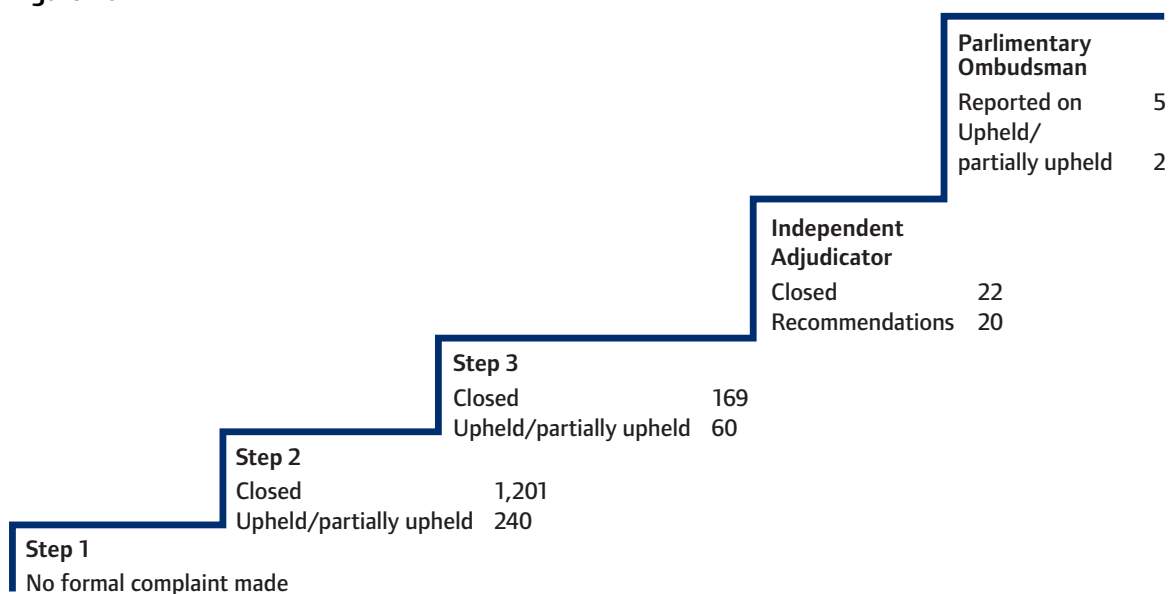 Parlimentary
Ombudsman
Reported on 5
Upheld/
partially upheld 2
Independent
Adjudicator
Closed 22
Recommendations 20
Step 3
Closed 169
Upheld/partially upheld 60
Step 2
Closed 1,201
Upheld/partially upheld 240
Step 1
No formal complaint made